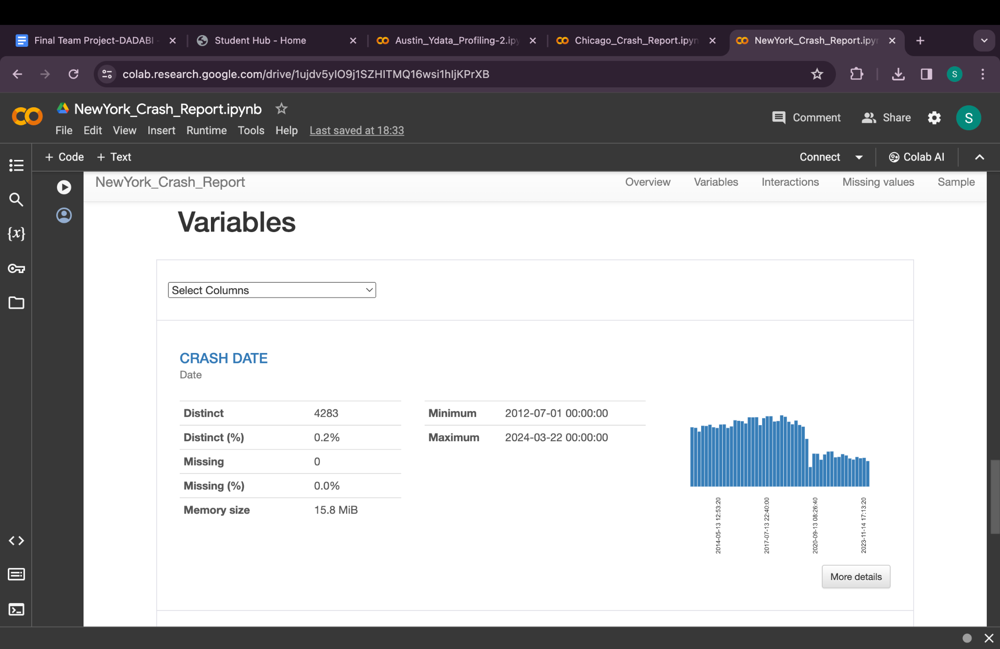 Final Team Project-DADABI
Student Hub - Home
Austin_Ydata_Profiling-2.ipy
Chicago_Crash_Report.ipyn
NewYork_Crash_Report.ipyn
colab.research.google.com/drive/1ujdv5yIO9j1SZHITMQ16wsi1hIjKPrXB
S
NewYork_Crash_Report.ipynb
Comment
Share
S
File Edit View Insert Runtime Tools Help Last saved at 18:33
+ Code + Text
Connect
Colab AI
NewYork_Crash_Report
Overview Variables Interactions Missing values Sample
{x}
Variables
Select Columns
CRASH DATE
Date
Distinct 4283
Distinct (%) 0.2%
Missing 0
Missing (%) 0.0%
Memory size 15.8 MiB
Minimum 2012-07-01 00:00:00
Maximum 2024-03-22 00:00:00
2014-05-13 12:53:20
2017-07-13 22:40:00
2020-09-13 08:26:40
2023-11-14 17:13:20
More details